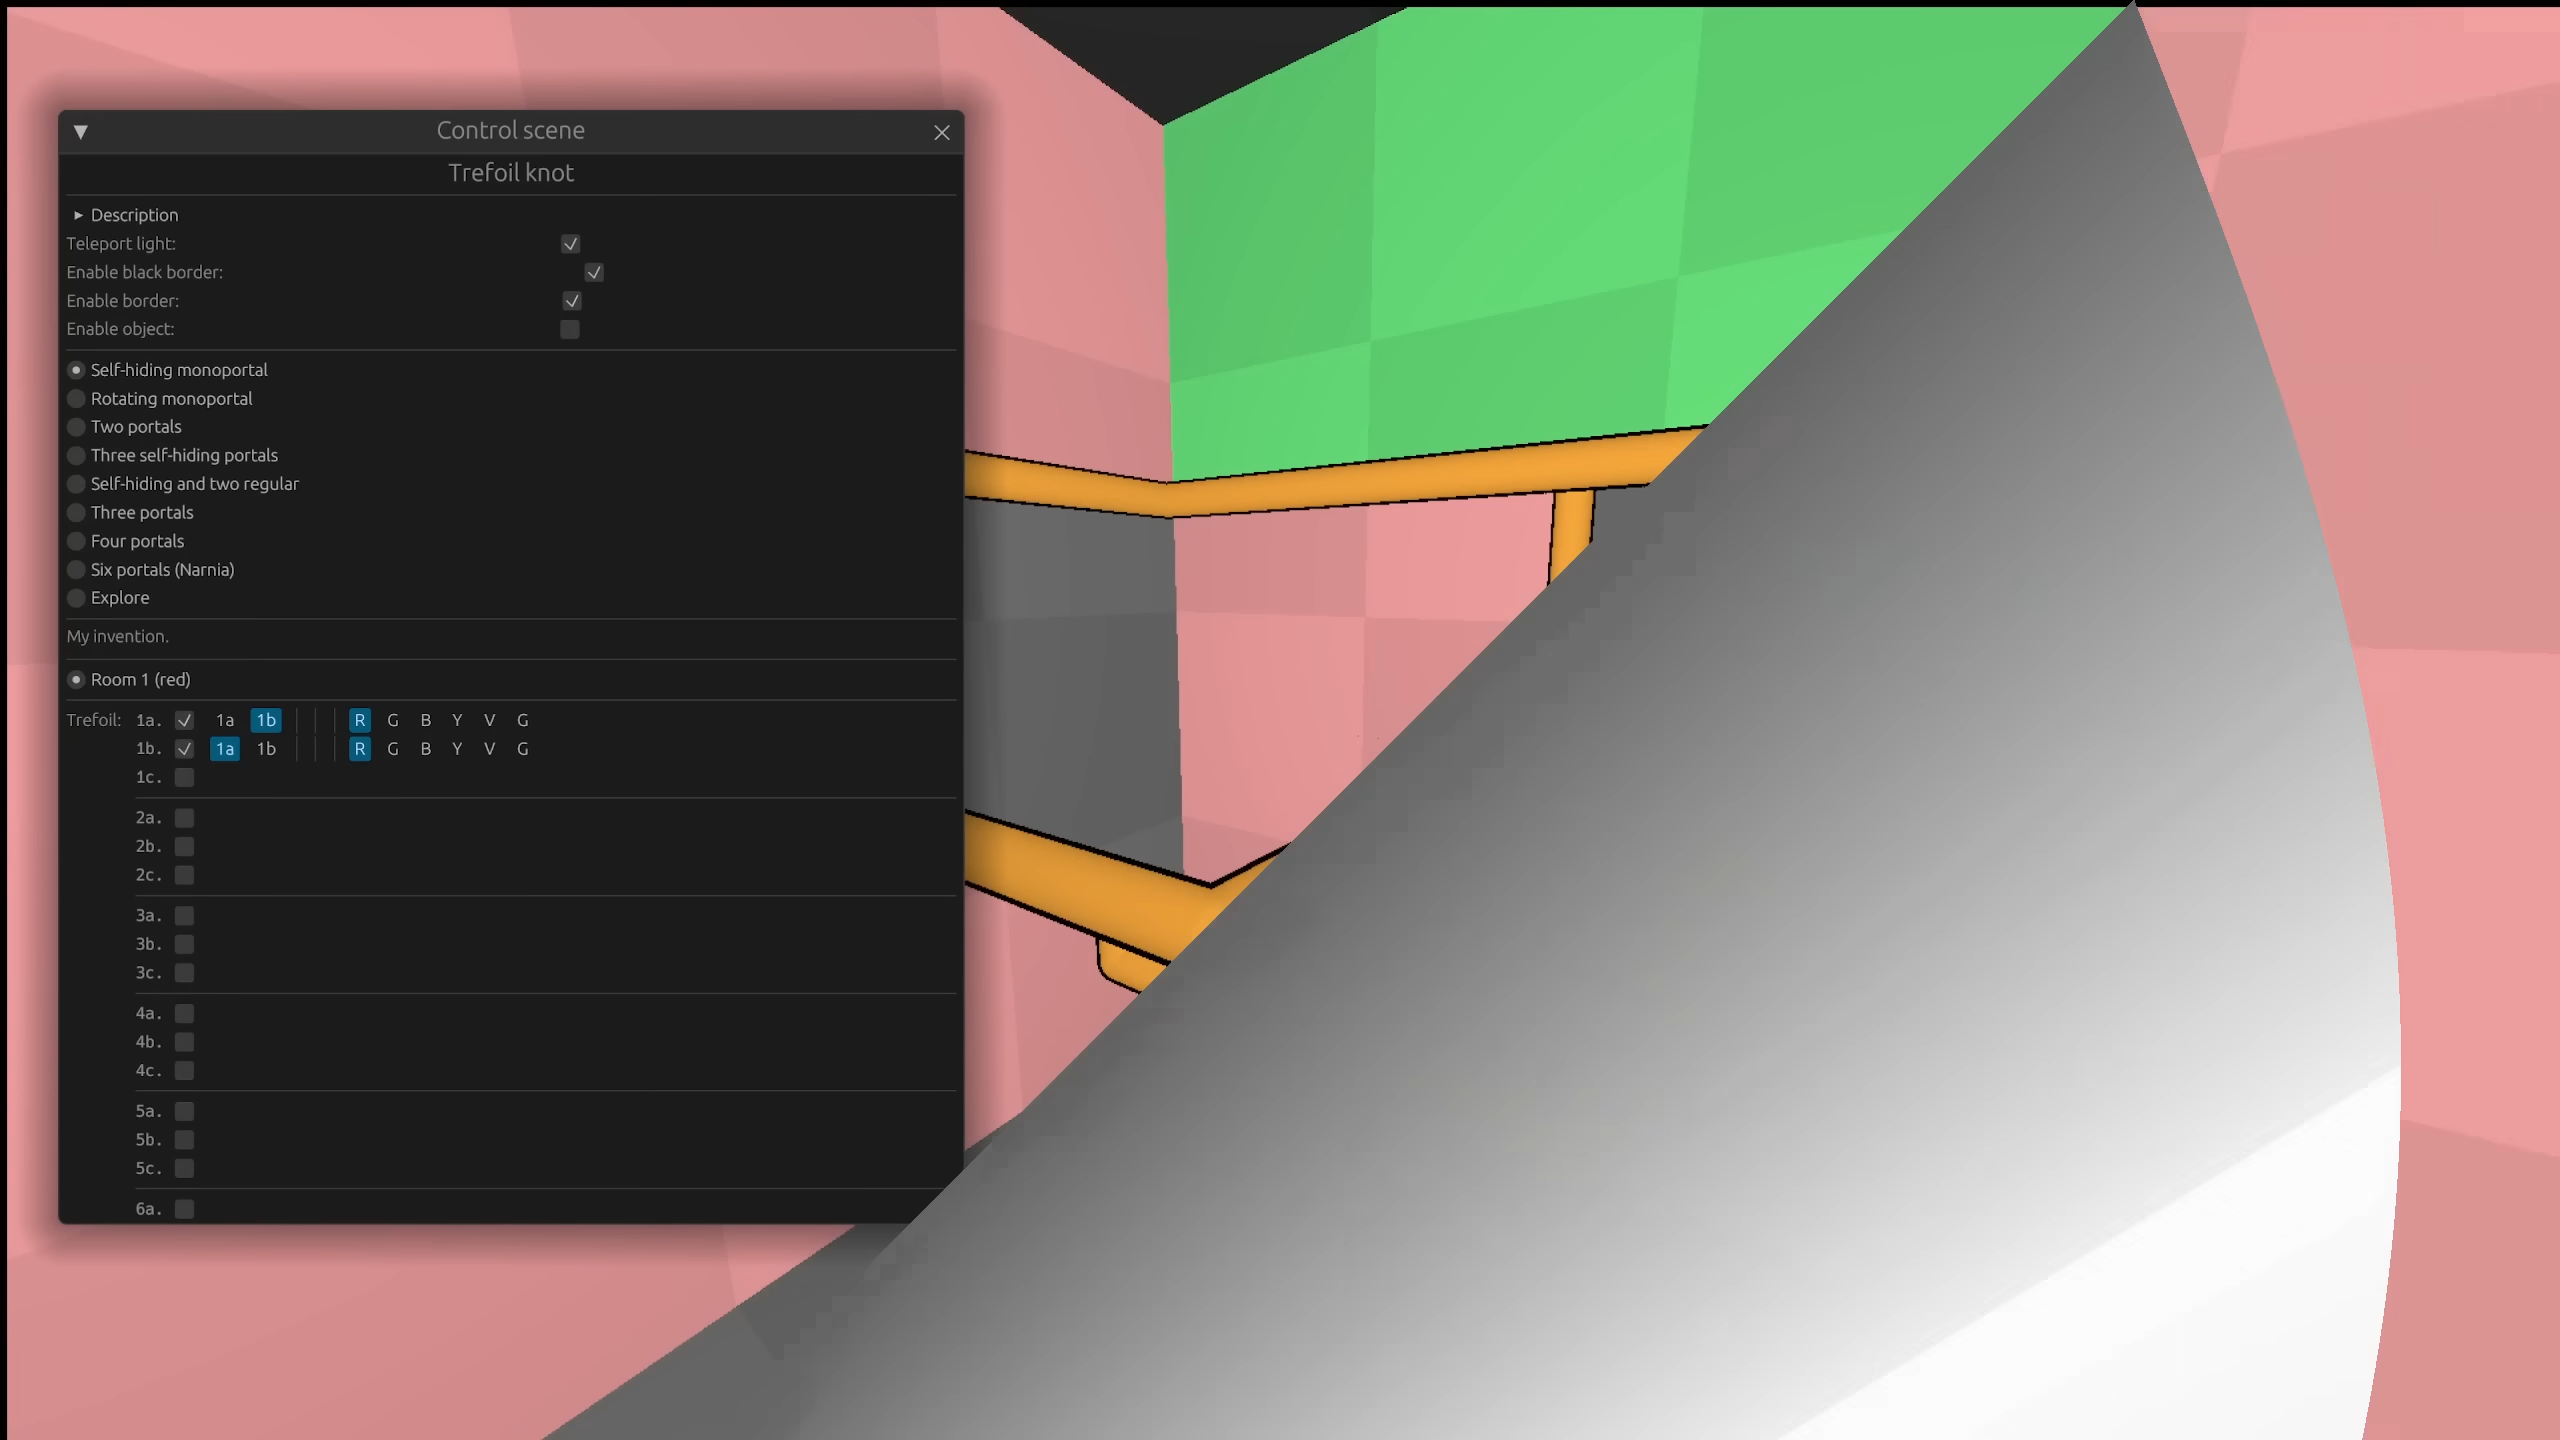 Control scene
Trefoil knot
Description
Teleport light:
Enable black border:
Enable border:
Enable object:
Self-hiding monoportal
Rotating monoportal
Two portals
Three self-hiding portals
Self-hiding and two regular
Three portals
Four portals
Six portals (Narnia)
Explore
My invention.
Room 1 (red)
Trefoil: 1a. 1a 1b R G B Y V G
1b. 1a 1b R G B Y V G
1c.
2a.
2b.
2c.
3a.
3b.
3c.
4a.
4b.
4c.
5a.
5b.
5c.
6a.